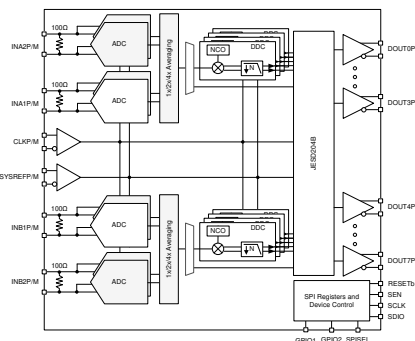 100Ω
INA2P/M
ADC
100Ω
INA1P/M
ADC
1x/2x/4x Averaging
DDC
NCO
N
JESD204B
DOUT0P
DOUT3P
CLKP/M
SYSREFP/M
100Ω
INB1P/M
ADC
100Ω
INB2P/M
ADC
1x/2x/4x Averaging
DDC
NCO
N
DOUT4P
DOUT7P
SPI Registers and
Device Control
RESETb
SEN
SCLK
SDIO
GPIO1 GPIO2 SPISEL